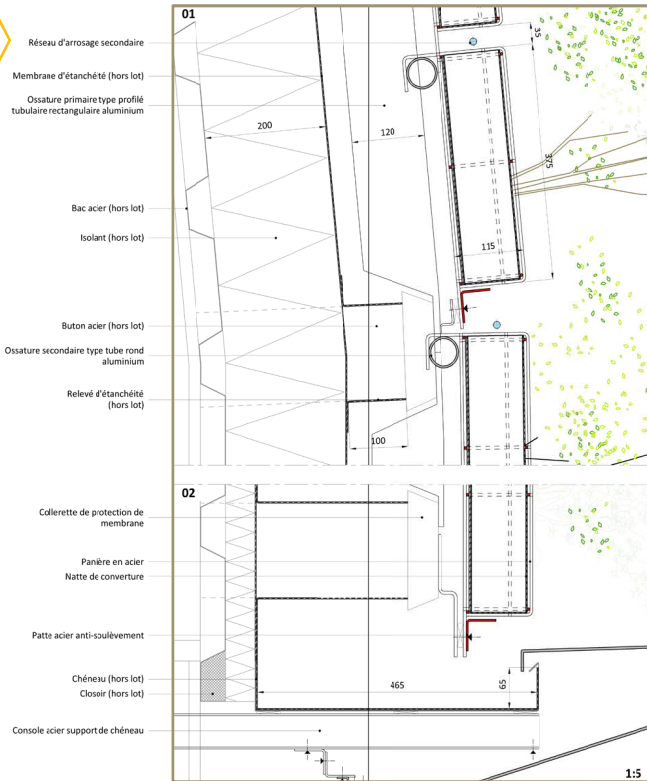 01
Réseau d'arrosage secondaire
35
Membrane d'étanchété (hors lot)
Ossature primaire type profilé
tubulaire rectangulaire aluminium
200
120
375
Bac acier (hors lot)
Isolant (hors lot)
115
Buton acier (hors lot)
Ossature secondaire type tube rond
aluminium
Relevé d'étanchéité
(hors lot)
100
02
Collerette de protection de
membrane
Panière en acier
Natte de converture
Patte acier anti-soulèvement
Chéneau (hors lot)
Closoir (hors lot)
465
65
Console acier support de chéneau
1:5